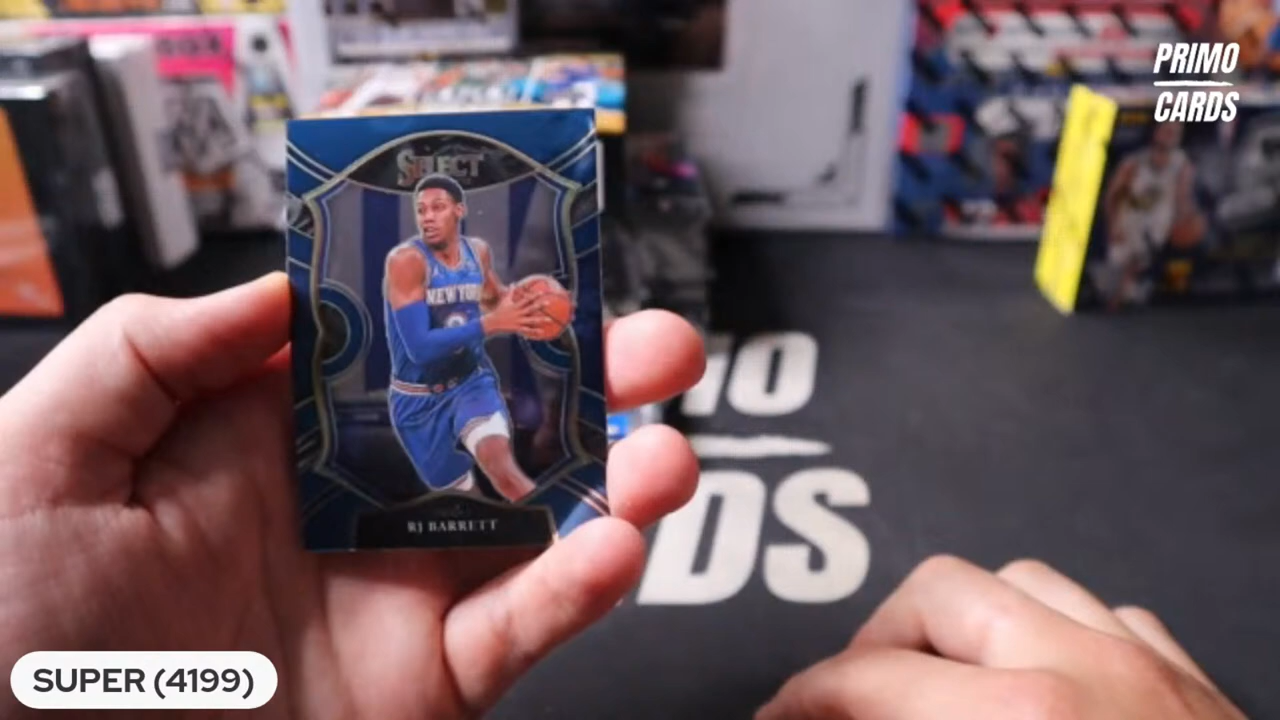 PRIMO
CARDS
SELECT
NEW YORK
RJ BARRETT
SUPER (4199)